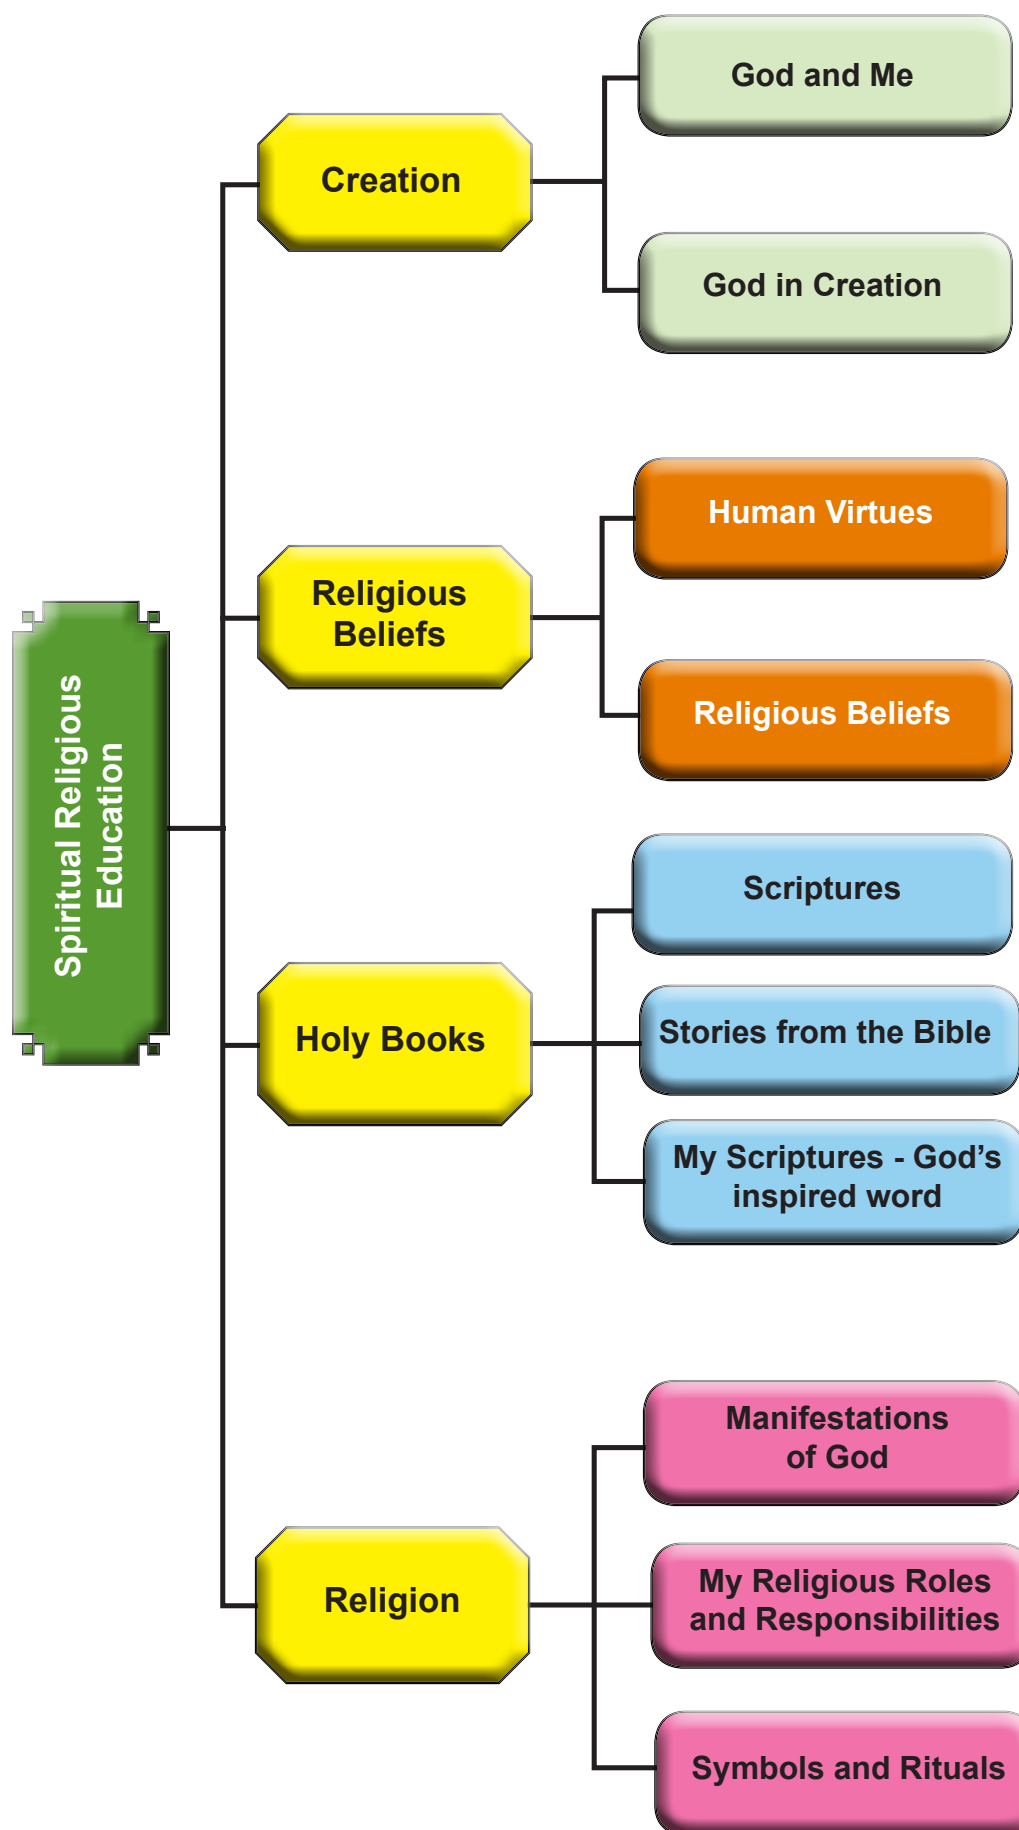 Spiritual Religious
Education
Creation
God and Me
God in Creation
Religious
Beliefs
Human Virtues
Religious Beliefs
Holy Books
Scriptures
Stories from the Bible
My Scriptures - God’s
inspired word
Religion
Manifestations
of God
My Religious Roles
and Responsibilities
Symbols and Rituals